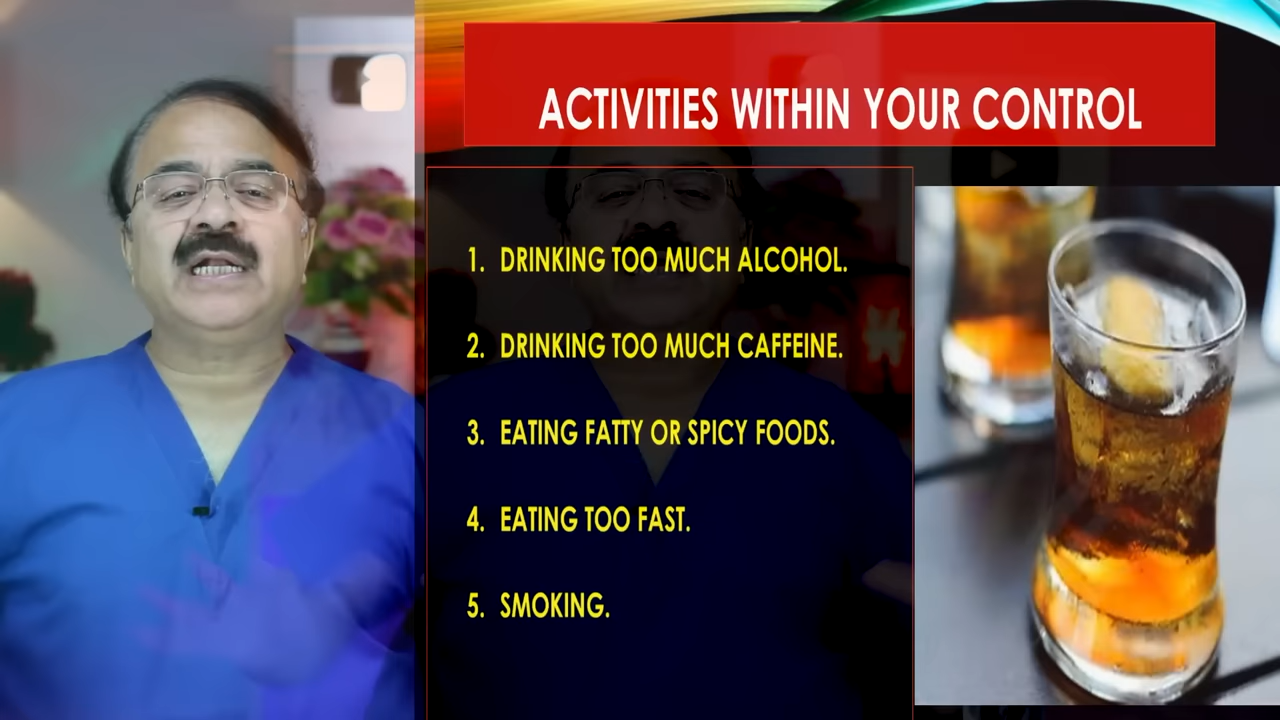 ACTIVITIES WITHIN YOUR CONTROL
1. DRINKING TOO MUCH ALCOHOL.
2. DRINKING TOO MUCH CAFFEINE.
3. EATING FATTY OR SPICY FOODS.
4. EATING TOO FAST.
5. SMOKING.